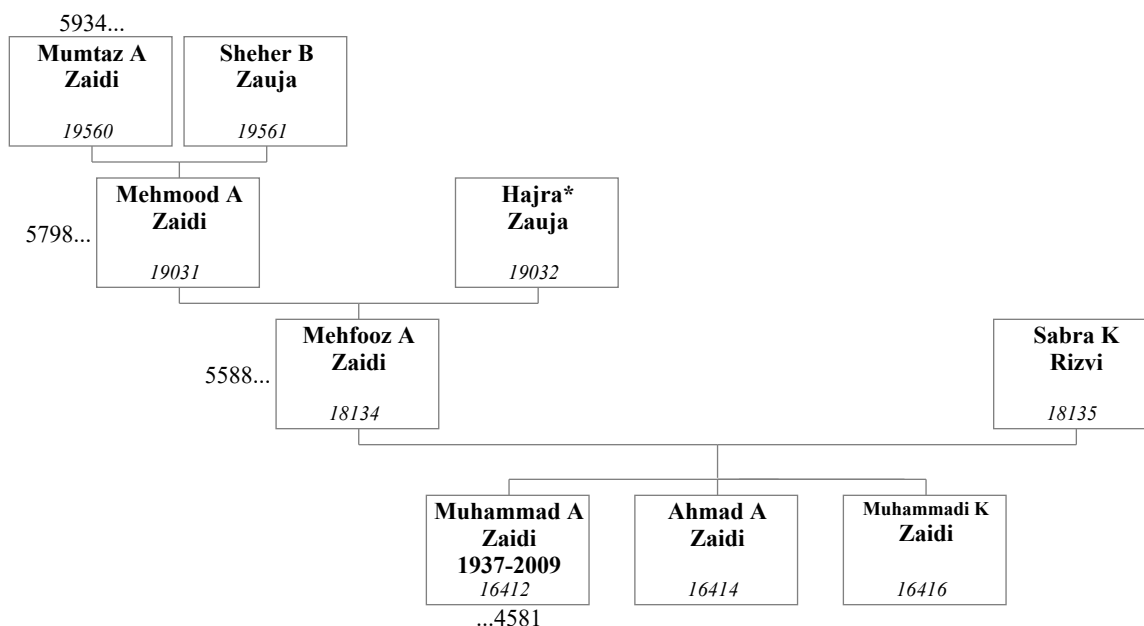 5934...
Mumtaz A
Zaidi
19560
Sheher B
Zauja
19561
5798...
Mehmood A
Zaidi
19031
Hajra*
Zauja
19032
5588...
Mehfooz A
Zaidi
18134
Sabra K
Rizvi
18135
Muhammad A
Zaidi
1937-2009
16412
...4581
Ahmad A
Zaidi
16414
Muhammadi K
Zaidi
16416